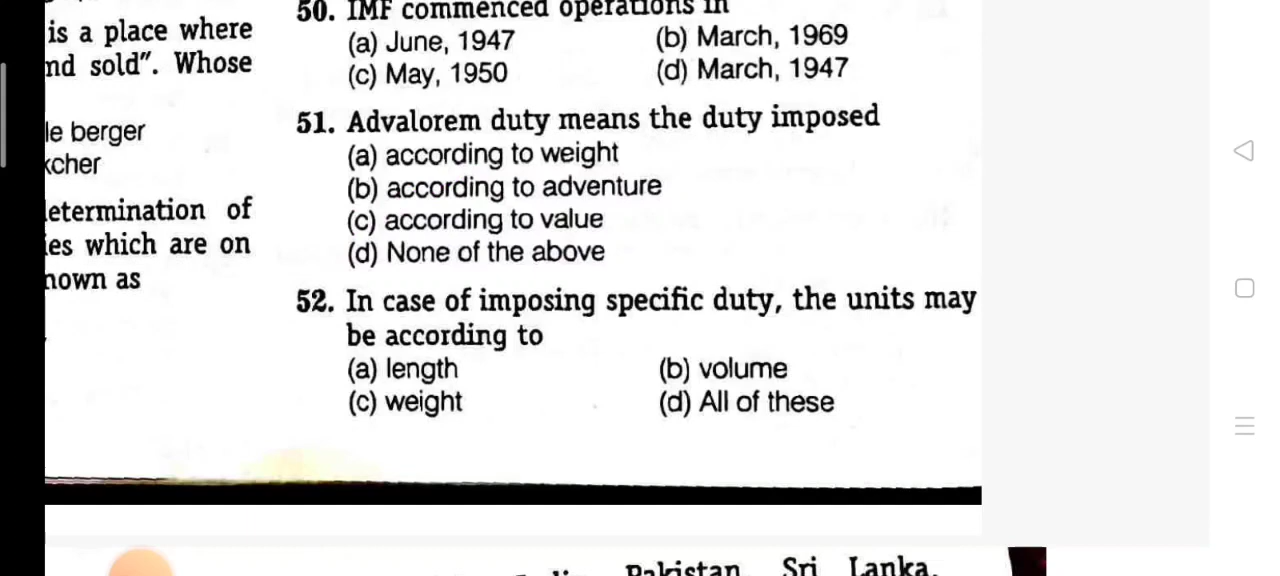 is a place where
nd sold". Whose
le berger
cher
etermination of
es which are on
nown as
50. IMF commenced operations in
(a) June, 1947 (b) March, 1969
(c) May, 1950 (d) March, 1947
51. Advalorem duty means the duty imposed
(a) according to weight
(b) according to adventure
(c) according to value
(d) None of the above
52. In case of imposing specific duty, the units may
be according to
(a) length (b) volume
(c) weight (d) All of these
Pakistan, Sri Lanka,